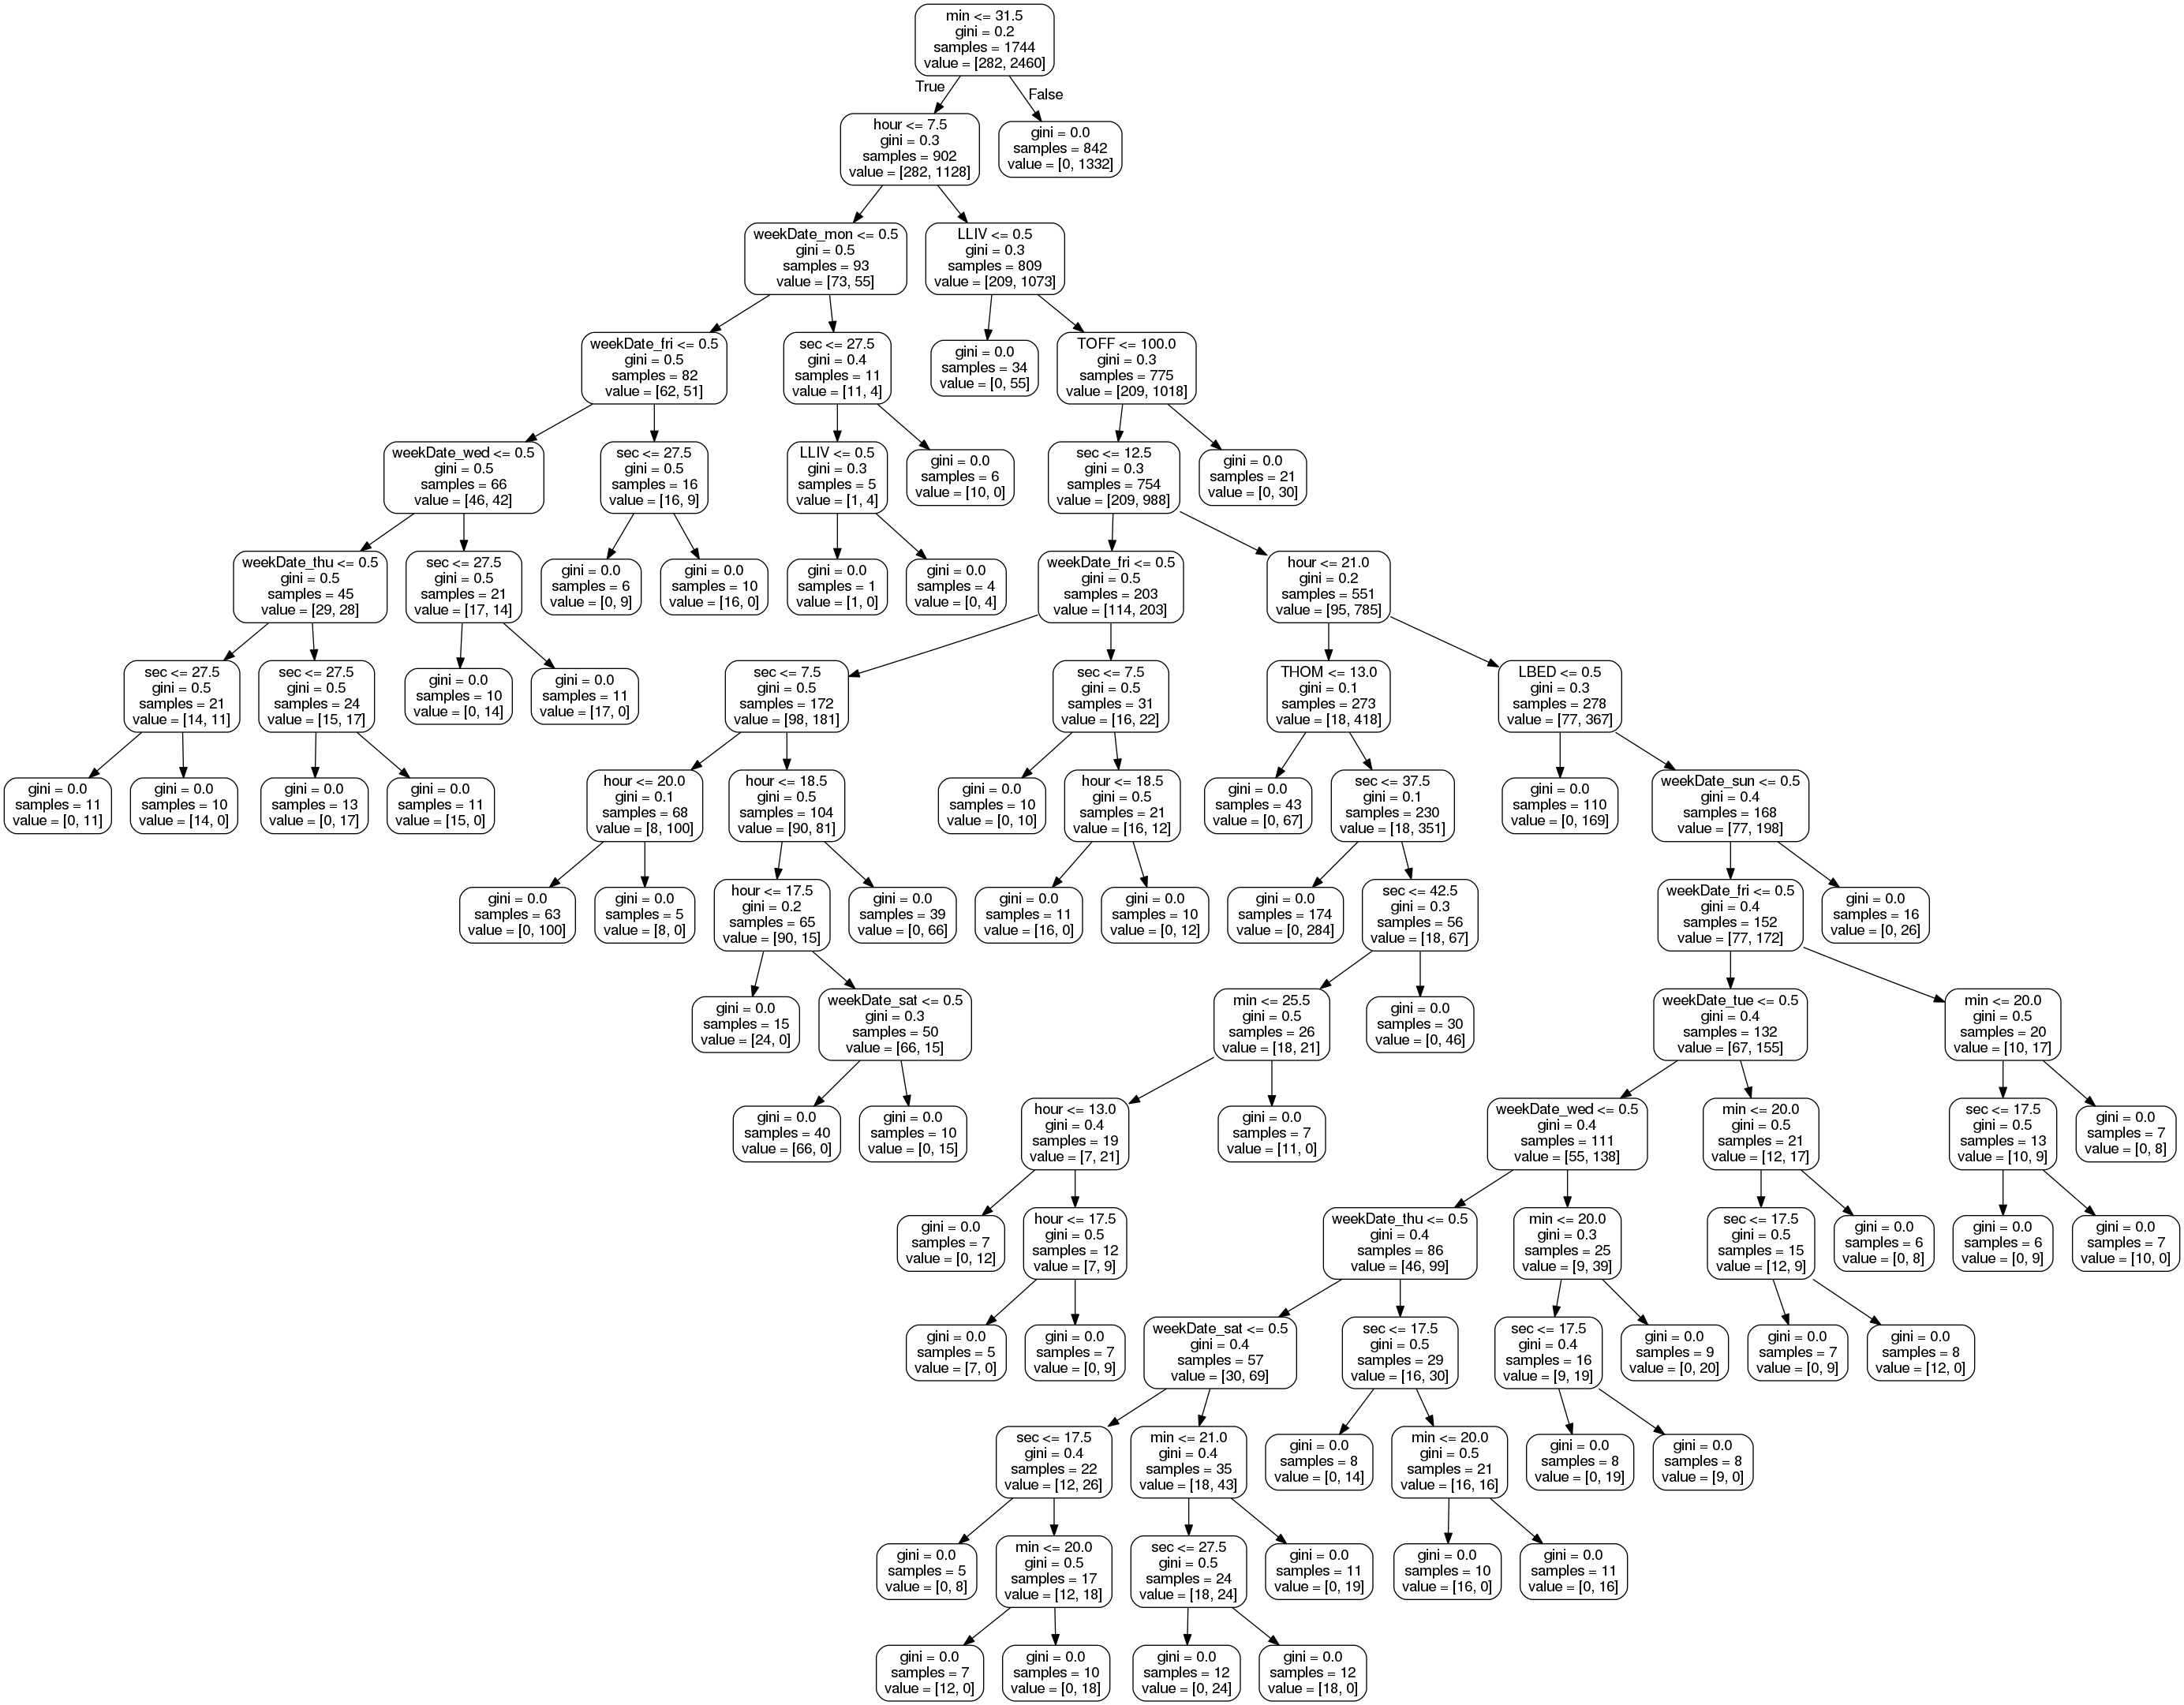 min <= 31.5
gini = 0.2
samples = 1744
value = [282, 2460]
True
False
hour <= 7.5
gini = 0.3
samples = 902
value = [282, 1128]
gini = 0.0
samples = 842
value = [0, 1332]
weekDate_mon <= 0.5
gini = 0.5
samples = 93
value = [73, 55]
LLIV <= 0.5
gini = 0.3
samples = 809
value = [209, 1073]
weekDate_fri <= 0.5
gini = 0.5
samples = 82
value = [62, 51]
sec <= 27.5
gini = 0.4
samples = 11
value = [11, 4]
gini = 0.0
samples = 34
value = [0, 55]
TOFF <= 100.0
gini = 0.3
samples = 775
value = [209, 1018]
weekDate_wed <= 0.5
gini = 0.5
samples = 66
value = [46, 42]
sec <= 27.5
gini = 0.5
samples = 16
value = [16, 9]
LLIV <= 0.5
gini = 0.3
samples = 5
value = [1, 4]
gini = 0.0
samples = 6
value = [10, 0]
sec <= 12.5
gini = 0.3
samples = 754
value = [209, 988]
gini = 0.0
samples = 21
value = [0, 30]
weekDate_thu <= 0.5
gini = 0.5
samples = 45
value = [29, 28]
sec <= 27.5
gini = 0.5
samples = 21
value = [17, 14]
gini = 0.0
samples = 6
value = [0, 9]
gini = 0.0
samples = 10
value = [16, 0]
gini = 0.0
samples = 1
value = [1, 0]
gini = 0.0
samples = 4
value = [0, 4]
weekDate_fri <= 0.5
gini = 0.5
samples = 203
value = [114, 203]
hour <= 21.0
gini = 0.2
samples = 551
value = [95, 785]
sec <= 27.5
gini = 0.5
samples = 21
value = [14, 11]
sec <= 27.5
gini = 0.5
samples = 24
value = [15, 17]
gini = 0.0
samples = 10
value = [0, 14]
gini = 0.0
samples = 11
value = [17, 0]
sec <= 7.5
gini = 0.5
samples = 172
value = [98, 181]
sec <= 7.5
gini = 0.5
samples = 31
value = [16, 22]
THOM <= 13.0
gini = 0.1
samples = 273
value = [18, 418]
LBED <= 0.5
gini = 0.3
samples = 278
value = [77, 367]
gini = 0.0
samples = 11
value = [0, 11]
gini = 0.0
samples = 10
value = [14, 0]
gini = 0.0
samples = 13
value = [0, 17]
gini = 0.0
samples = 11
value = [15, 0]
hour <= 20.0
gini = 0.1
samples = 68
value = [8, 100]
hour <= 18.5
gini = 0.5
samples = 104
value = [90, 81]
gini = 0.0
samples = 10
value = [0, 10]
hour <= 18.5
gini = 0.5
samples = 21
value = [16, 12]
gini = 0.0
samples = 43
value = [0, 67]
sec <= 37.5
gini = 0.1
samples = 230
value = [18, 351]
gini = 0.0
samples = 110
value = [0, 169]
weekDate_sun <= 0.5
gini = 0.4
samples = 168
value = [77, 198]
gini = 0.0
samples = 63
value = [0, 100]
gini = 0.0
samples = 5
value = [8, 0]
hour <= 17.5
gini = 0.2
samples = 65
value = [90, 15]
gini = 0.0
samples = 39
value = [0, 66]
gini = 0.0
samples = 11
value = [16, 0]
gini = 0.0
samples = 10
value = [0, 12]
gini = 0.0
samples = 174
value = [0, 284]
sec <= 42.5
gini = 0.3
samples = 56
value = [18, 67]
weekDate_fri <= 0.5
gini = 0.4
samples = 152
value = [77, 172]
gini = 0.0
samples = 16
value = [0, 26]
gini = 0.0
samples = 15
value = [24, 0]
weekDate_sat <= 0.5
gini = 0.3
samples = 50
value = [66, 15]
min <= 25.5
gini = 0.5
samples = 26
value = [18, 21]
gini = 0.0
samples = 30
value = [0, 46]
weekDate_tue <= 0.5
gini = 0.4
samples = 132
value = [67, 155]
min <= 20.0
gini = 0.5
samples = 20
value = [10, 17]
gini = 0.0
samples = 40
value = [66, 0]
gini = 0.0
samples = 10
value = [0, 15]
hour <= 13.0
gini = 0.4
samples = 19
value = [7, 21]
gini = 0.0
samples = 7
value = [11, 0]
weekDate_wed <= 0.5
gini = 0.4
samples = 111
value = [55, 138]
min <= 20.0
gini = 0.5
samples = 21
value = [12, 17]
sec <= 17.5
gini = 0.5
samples = 13
value = [10, 9]
gini = 0.0
samples = 7
value = [0, 8]
gini = 0.0
samples = 7
value = [0, 12]
hour <= 17.5
gini = 0.5
samples = 12
value = [7, 9]
weekDate_thu <= 0.5
gini = 0.4
samples = 86
value = [46, 99]
min <= 20.0
gini = 0.3
samples = 25
value = [9, 39]
sec <= 17.5
gini = 0.5
samples = 15
value = [12, 9]
gini = 0.0
samples = 6
value = [0, 8]
gini = 0.0
samples = 6
value = [0, 9]
gini = 0.0
samples = 7
value = [10, 0]
gini = 0.0
samples = 5
value = [7, 0]
gini = 0.0
samples = 7
value = [0, 9]
weekDate_sat <= 0.5
gini = 0.4
samples = 57
value = [30, 69]
sec <= 17.5
gini = 0.5
samples = 29
value = [16, 30]
sec <= 17.5
gini = 0.4
samples = 16
value = [9, 19]
gini = 0.0
samples = 9
value = [0, 20]
gini = 0.0
samples = 7
value = [0, 9]
gini = 0.0
samples = 8
value = [12, 0]
sec <= 17.5
gini = 0.4
samples = 22
value = [12, 26]
min <= 21.0
gini = 0.4
samples = 35
value = [18, 43]
gini = 0.0
samples = 8
value = [0, 14]
min <= 20.0
gini = 0.5
samples = 21
value = [16, 16]
gini = 0.0
samples = 8
value = [0, 19]
gini = 0.0
samples = 8
value = [9, 0]
gini = 0.0
samples = 5
value = [0, 8]
min <= 20.0
gini = 0.5
samples = 17
value = [12, 18]
sec <= 27.5
gini = 0.5
samples = 24
value = [18, 24]
gini = 0.0
samples = 11
value = [0, 19]
gini = 0.0
samples = 10
value = [16, 0]
gini = 0.0
samples = 11
value = [0, 16]
gini = 0.0
samples = 7
value = [12, 0]
gini = 0.0
samples = 10
value = [0, 18]
gini = 0.0
samples = 12
value = [0, 24]
gini = 0.0
samples = 12
value = [18, 0]